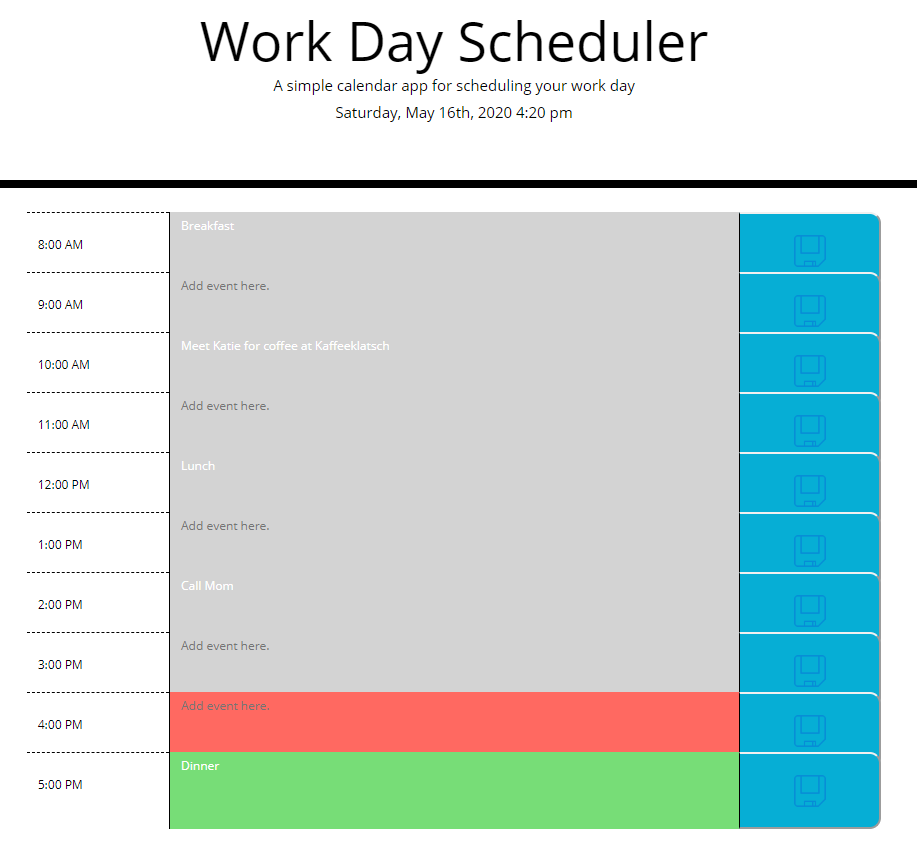 Work Day Scheduler
A simple calendar app for scheduling your work day
Saturday, May 16th, 2020 4:20 pm
8:00 AM Breakfast
9:00 AM Add event here.
10:00 AM Meet Katie for coffee at Kaffeeklatsch
11:00 AM Add event here.
12:00 PM Lunch
1:00 PM Add event here.
2:00 PM Call Mom
3:00 PM Add event here.
4:00 PM Add event here.
5:00 PM Dinner